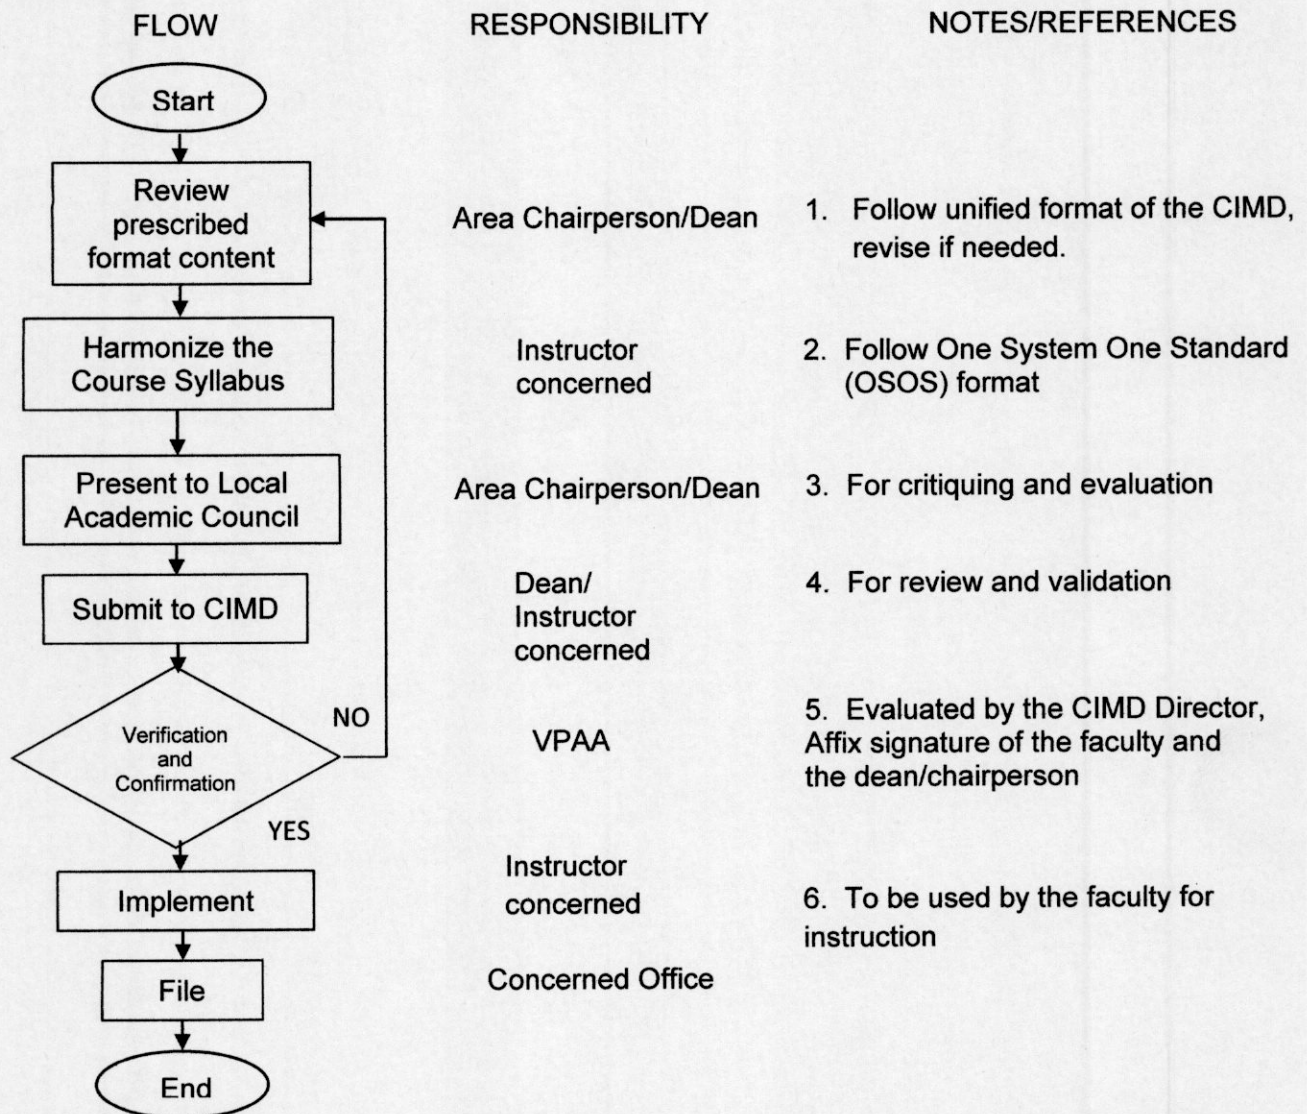 FLOW
RESPONSIBILITY
NOTES/REFERENCES
Start
Review
prescribed
format content
Area Chairperson/Dean
1. Follow unified format of the CIMD,
revise if needed.
Harmonize the
Course Syllabus
Instructor
concerned
2. Follow One System One Standard
(OSOS) format
Present to Local
Academic Council
Area Chairperson/Dean
3. For critiquing and evaluation
Submit to CIMD
Dean/
Instructor
concerned
4. For review and validation
Verification
and
Confirmation
NO
YES
VPAA
5. Evaluated by the CIMD Director,
Affix signature of the faculty and
the dean/chairperson
Implement
Instructor
concerned
6. To be used by the faculty for
instruction
File
Concerned Office
End